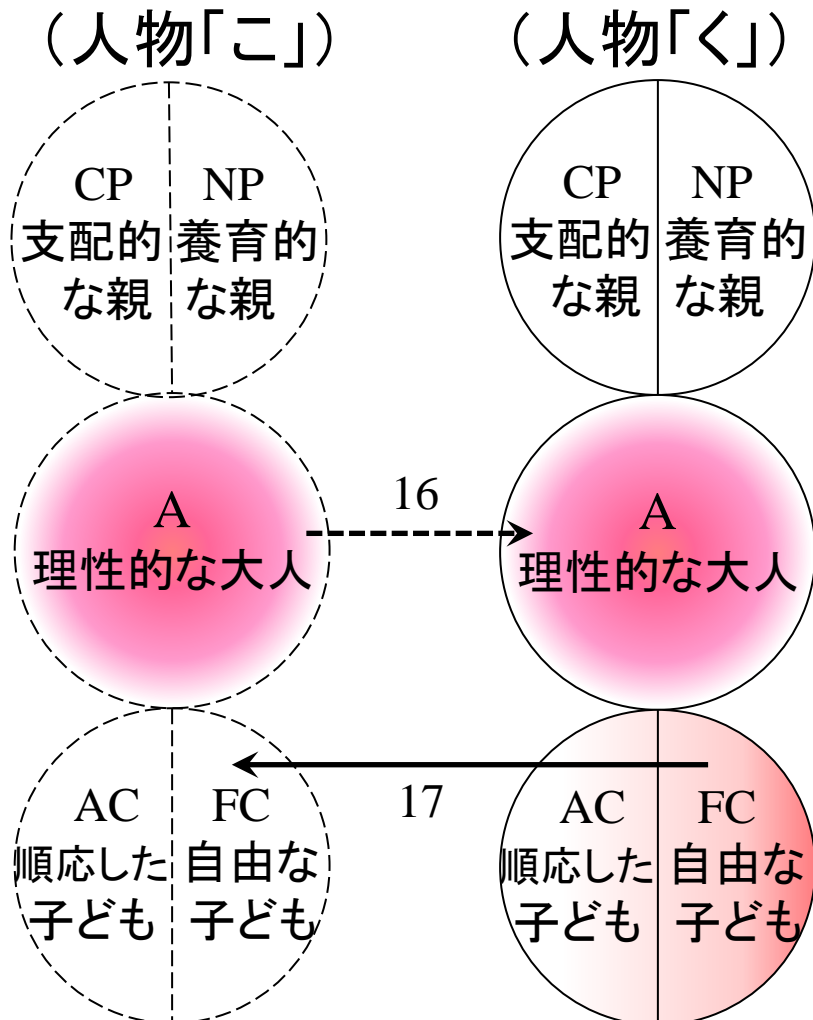 (人物「こ」)
(人物「く」)
CP
支配的
な親
NP
養育的
な親
CP
支配的
な親
NP
養育的
な親
A
理性的な大人
16
A
理性的な大人
AC
順応した
子ども
FC
自由な
子ども
17
AC
順応した
子ども
FC
自由な
子ども